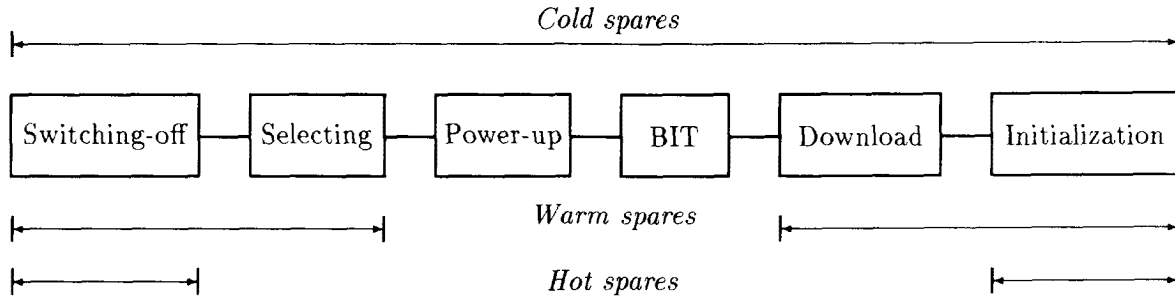 Cold spares
Switching-off Selecting Power-up BIT Download Initialization
Warm spares
Hot spares